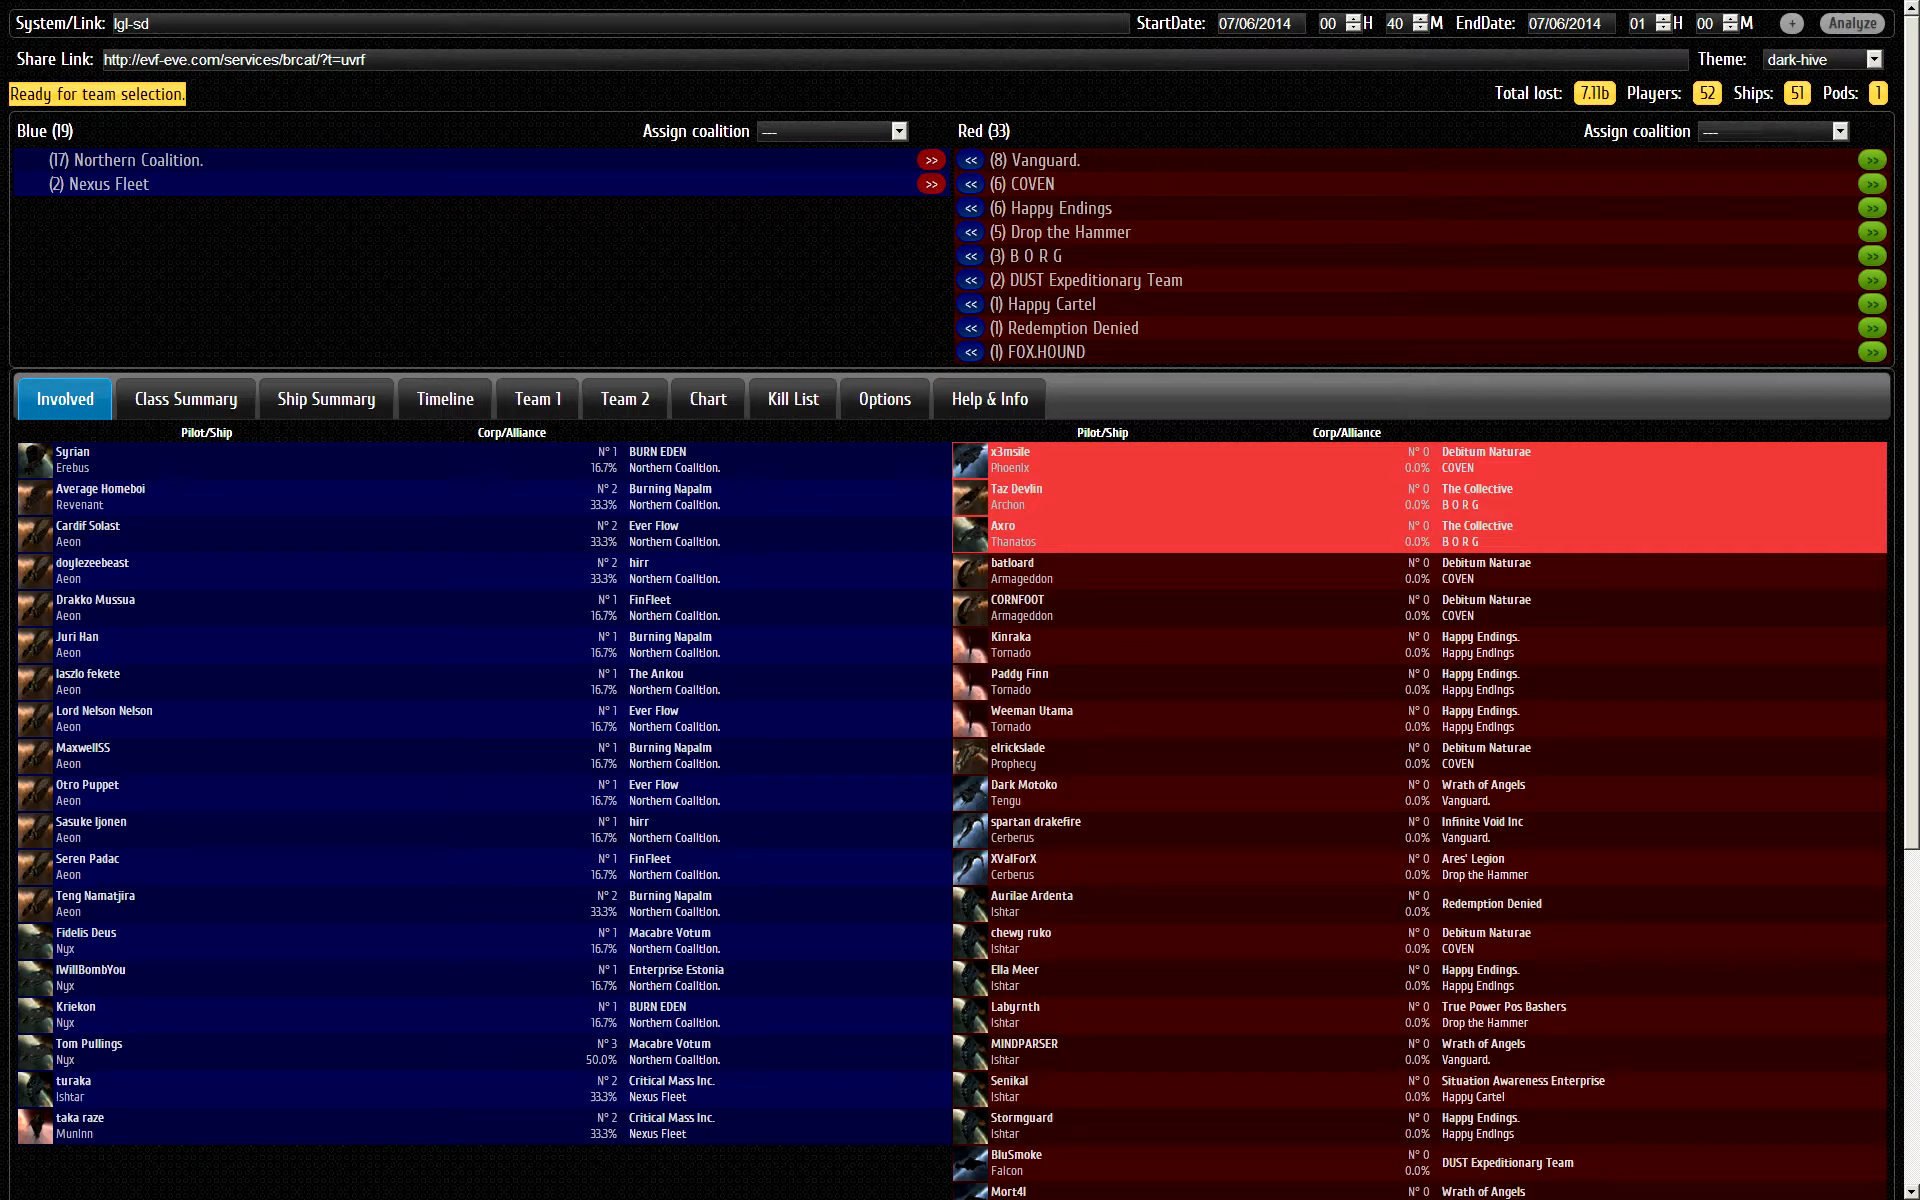 System/Link: lgl-sd StartDate: 07/06/2014 00 H 40 M EndDate: 07/06/2014 01 H 00 M + Analyze
Share Link: http://evf-eve.com/services/brcat/?t=uvrf Theme: dark-hive
Ready for team selection. Total lost: 7.11b Players: 52 Ships: 51 Pods: 1
Blue (19) Assign coalition --- Red (33) Assign coalition ---
(17) Northern Coalition. >> << (8) Vanguard. >>
(2) Nexus Fleet >> << (6) COVEN >>
<< (6) Happy Endings >>
<< (5) Drop the Hammer >>
<< (3) B O R G >>
<< (2) DUST Expeditionary Team >>
<< (1) Happy Cartel >>
<< (1) Redemption Denied >>
<< (1) FOX.HOUND >>
Involved Class Summary Ship Summary Timeline Team 1 Team 2 Chart Kill List Options Help & Info
Pilot/Ship Corp/Alliance Pilot/Ship Corp/Alliance
Syrian N° 1 BURN EDEN x3msile N° 0 Debitum Naturae
Erebus 16.7% Northern Coalition. Phoenix 0.0% COVEN
Average Homeboi N° 2 Burning Napalm Taz Devlin N° 0 The Collective
Revenant 33.3% Northern Coalition. Archon 0.0% B O R G
Cardif Solast N° 2 Ever Flow Axro N° 0 The Collective
Aeon 33.3% Northern Coalition. Thanatos 0.0% B O R G
doylezeebeast N° 2 hirr batloard N° 0 Debitum Naturae
Aeon 33.3% Northern Coalition. Armageddon 0.0% COVEN
Drakko Mussua N° 1 FinFleet CORNFOOT N° 0 Debitum Naturae
Aeon 16.7% Northern Coalition. Armageddon 0.0% COVEN
Juri Han N° 1 Burning Napalm Kinraka N° 0 Happy Endings.
Aeon 16.7% Northern Coalition. Tornado 0.0% Happy Endings
laszlo fekete N° 1 The Ankou Paddy Finn N° 0 Happy Endings.
Aeon 16.7% Northern Coalition. Tornado 0.0% Happy Endings
Lord Nelson Nelson N° 1 Ever Flow Weeman Utama N° 0 Happy Endings.
Aeon 16.7% Northern Coalition. Tornado 0.0% Happy Endings
MaxwellSS N° 1 Burning Napalm elrickslade N° 0 Debitum Naturae
Aeon 16.7% Northern Coalition. Prophecy 0.0% COVEN
Otro Puppet N° 1 Ever Flow Dark Motoko N° 0 Wrath of Angels
Aeon 16.7% Northern Coalition. Tengu 0.0% Vanguard.
Sasuke Ijonen N° 1 hirr spartan drakefire N° 0 Infinite Void Inc
Aeon 16.7% Northern Coalition. Cerberus 0.0% Vanguard.
Seren Padac N° 1 FinFleet XValForX N° 0 Ares' Legion
Aeon 16.7% Northern Coalition. Cerberus 0.0% Drop the Hammer
Teng Namatjira N° 2 Burning Napalm Aurilae Ardenta N° 0 Redemption Denied
Aeon 33.3% Northern Coalition. Ishtar 0.0%
Fidelis Deus N° 1 Macabre Votum chewy ruko N° 0 Debitum Naturae
Nyx 16.7% Northern Coalition. Ishtar 0.0% COVEN
IWillBombYou N° 1 Enterprise Estonia Ella Meer N° 0 Happy Endings.
Nyx 16.7% Northern Coalition. Ishtar 0.0% Happy Endings
Kriekon N° 1 BURN EDEN Labyrnth N° 0 True Power Pos Bashers
Nyx 16.7% Northern Coalition. Ishtar 0.0% Drop the Hammer
Tom Pullings N° 3 Macabre Votum MINDPARSER N° 0 Wrath of Angels
Nyx 50.0% Northern Coalition. Ishtar 0.0% Vanguard.
turaka N° 2 Critical Mass Inc. Senikal N° 0 Situation Awareness Enterprise
Ishtar 33.3% Nexus Fleet Ishtar 0.0% Happy Cartel
taka raze N° 2 Critical Mass Inc. Stormguard N° 0 Happy Endings.
Muninn 33.3% Nexus Fleet Ishtar 0.0% Happy Endings
BluSmoke N° 0 DUST Expeditionary Team
Falcon 0.0%
Mort4l N° 0 Wrath of Angels